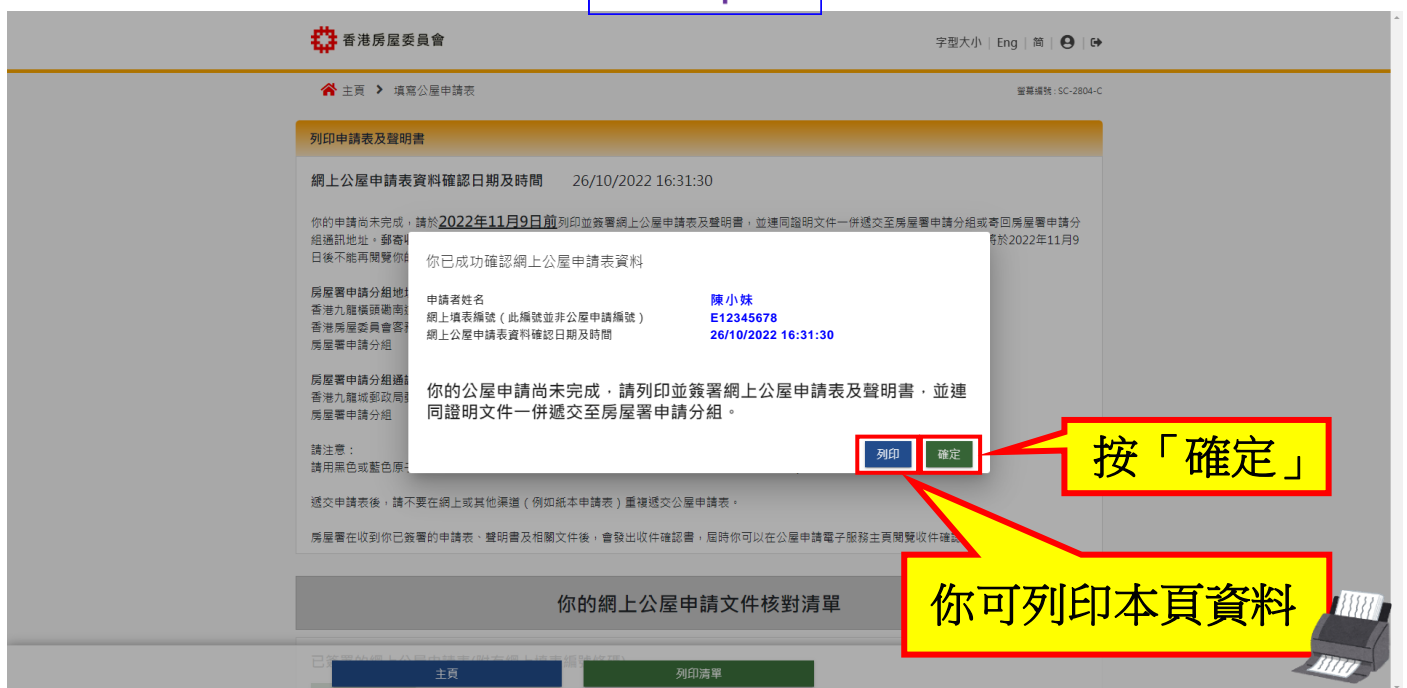 香港房屋委員會
字型大小 | Eng | 简
主頁 > 填寫公屋申請表
螢幕編號 : SC-2804-C
列印申請表及聲明書
網上公屋申請表資料確認日期及時間 26/10/2022 16:31:30
你的申請尚未完成，請於2022年11月9日前列印並簽署網上公屋申請表及聲明書，並連同證明文件一併遞交至房屋署申請分組或寄回房屋署申請分
組通訊地址。郵寄
於2022年11月9
日後不能再閱覽你
你已成功確認網上公屋申請表資料
申請者姓名 陳小妹
網上填表編號 ( 此編號並非公屋申請編號 ) E12345678
網上公屋申請表資料確認日期及時間 26/10/2022 16:31:30
你的公屋申請尚未完成，請列印並簽署網上公屋申請表及聲明書，並連
同證明文件一併遞交至房屋署申請分組。
列印
確定
房屋署申請分組地
香港九龍橫頭磡南
香港房屋委員會客
房屋署申請分組
房屋署申請分組通
香港九龍城郵政局
房屋署申請分組
請注意：
請用黑色或藍色原
按「確定」
遞交申請表後，請不要在網上或其他渠道 ( 例如紙本申請表 ) 重複遞交公屋申請表。
房屋署在收到你已簽署的申請表、聲明書及相關文件後，會發出收件確認書，屆時你可以在公屋申請電子服務主頁閱覽收件確認
你可列印本頁資料
你的網上公屋申請文件核對清單
主頁
列印清單